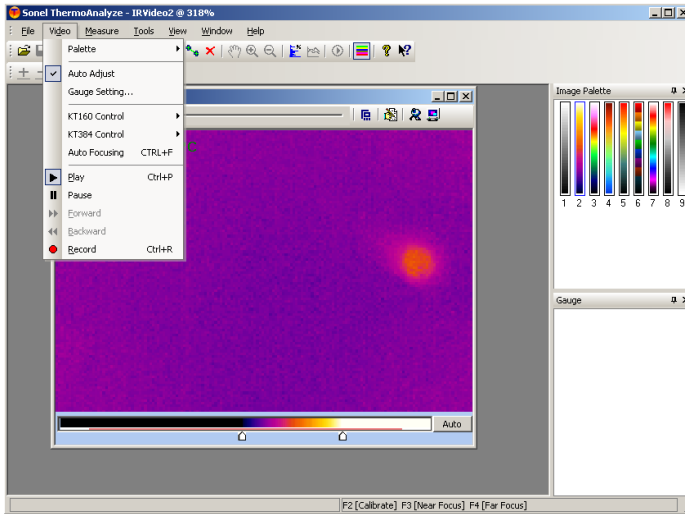 Sonel ThermoAnalyze - IRVideo2 @ 318%
File Video Measure Tools View Window Help
Palette
Auto Adjust
Gauge Setting...
KT160 Control
KT384 Control
Auto Focusing CTRL+F
Play Ctrl+P
Pause
Forward
Backward
Record Ctrl+R
C
Auto
Image Palette
1 2 3 4 5 6 7 8 9
Gauge
F2 [Calibrate] F3 [Near Focus] F4 [Far Focus]